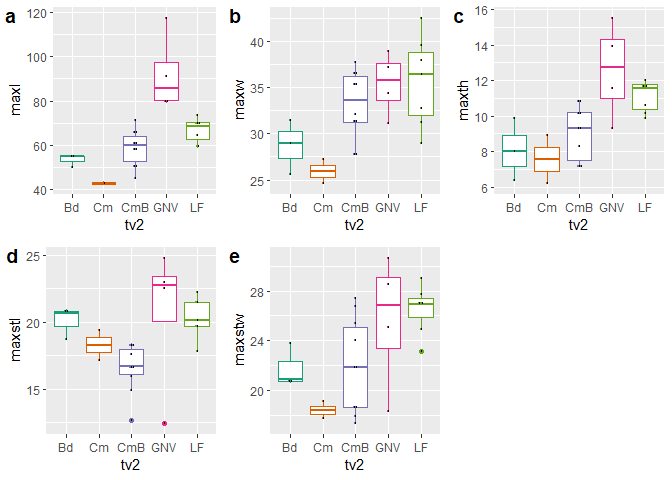 a
maxl
120
100
80
60
40
Bd Cm CmB GNV LF
tv2
b
maxw
40
35
30
25
Bd Cm CmB GNV LF
tv2
c
maxth
16
14
12
10
8
6
Bd Cm CmB GNV LF
tv2
d
maxstl
25
20
15
Bd Cm CmB GNV LF
tv2
e
maxstw
28
24
20
Bd Cm CmB GNV LF
tv2